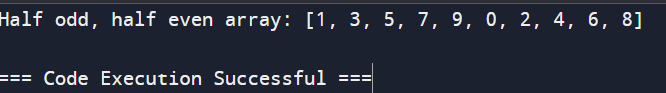 Half odd, half even array: [1, 3, 5, 7, 9, 0, 2, 4, 6, 8]
=== Code Execution Successful ===